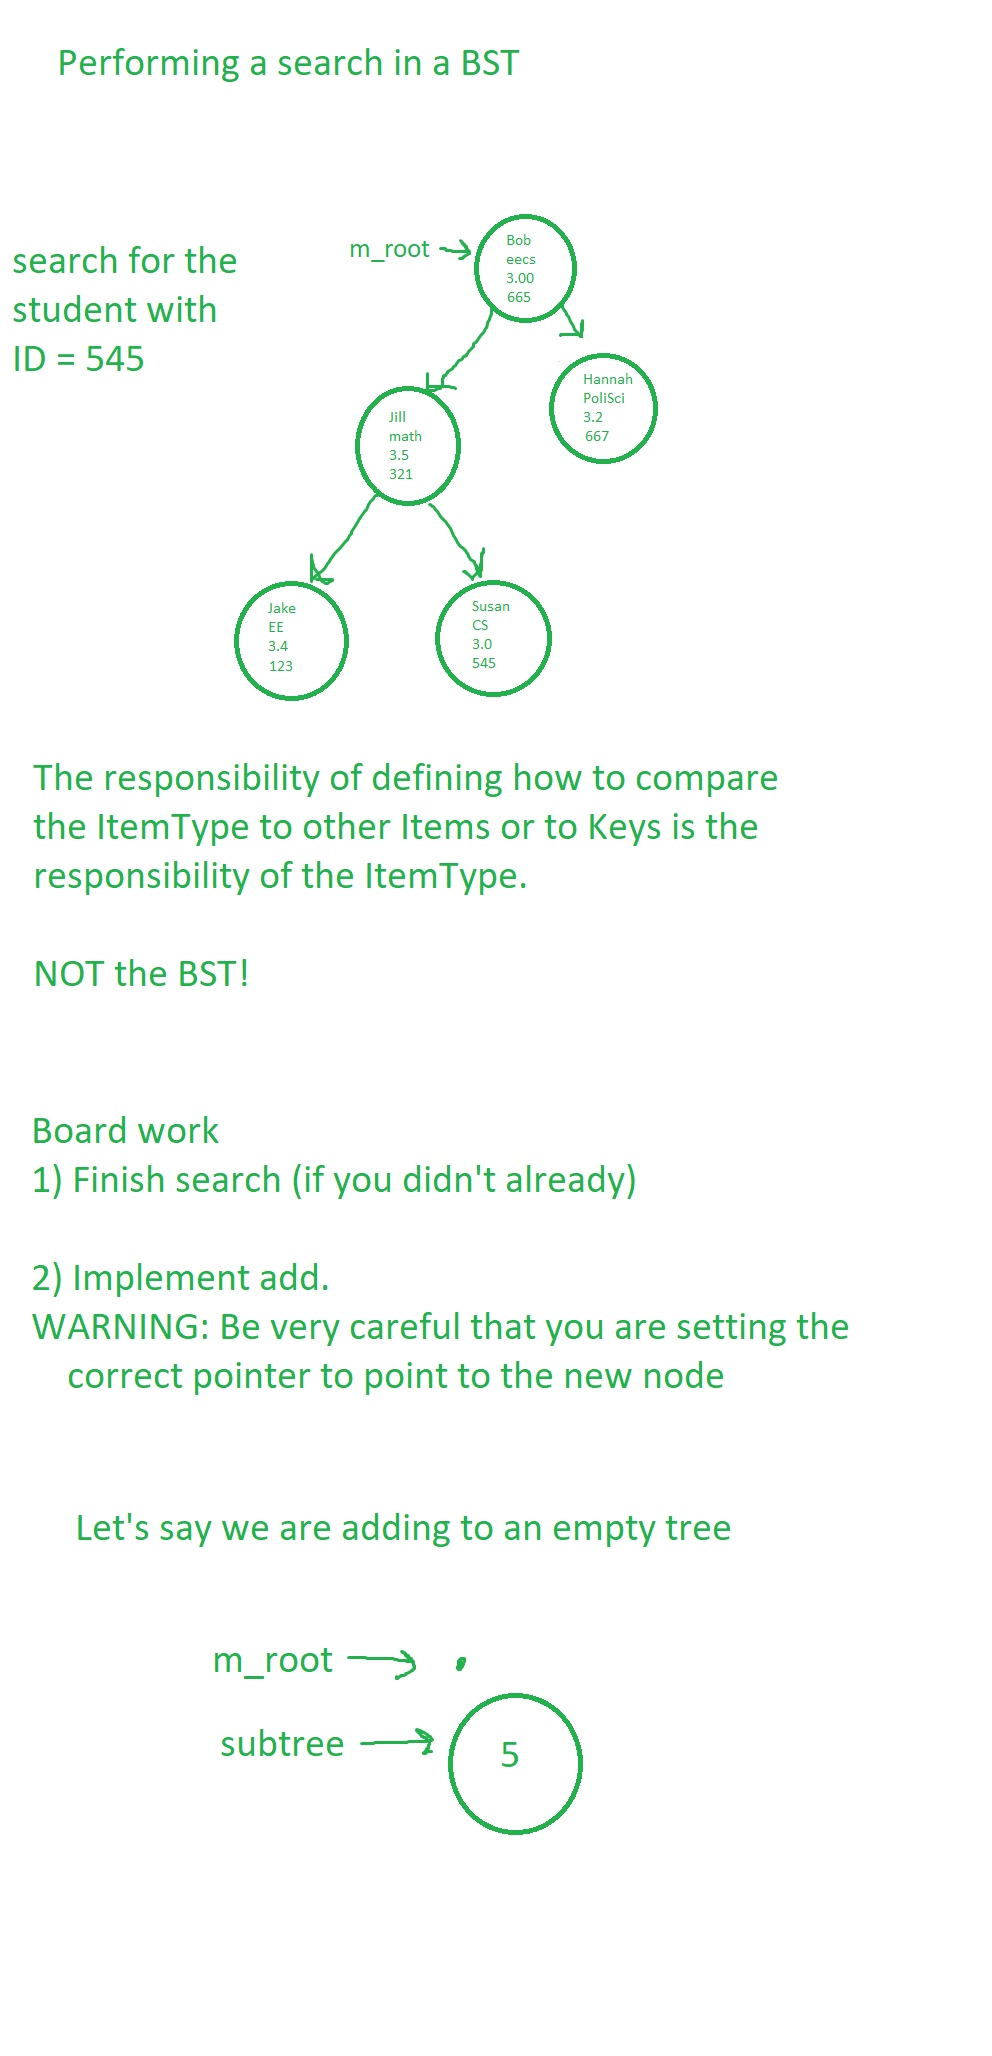 Performing a search in a BST
search for the
student with
ID = 545
m_root
Bob
eecs
3.00
665
Hannah
PoliSci
3.2
667
Jill
math
3.5
321
Jake
EE
3.4
123
Susan
CS
3.0
545
The responsibility of defining how to compare
the ItemType to other Items or to Keys is the
responsibility of the ItemType.
NOT the BST!
Board work
1) Finish search (if you didn't already)
2) Implement add.
WARNING: Be very careful that you are setting the
correct pointer to point to the new node
Let's say we are adding to an empty tree
m_root
subtree
5